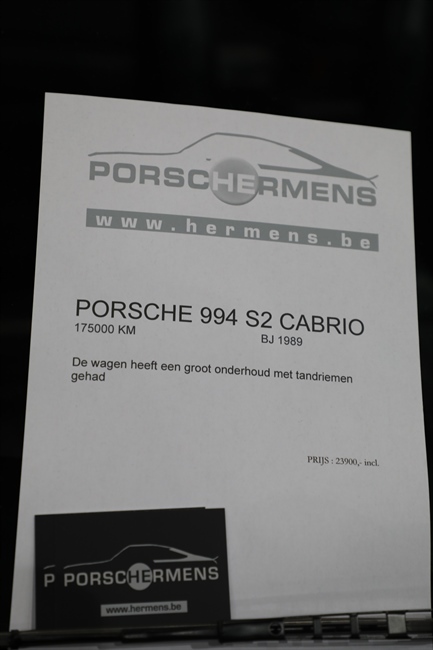 PORSCHERMENS
www.hermens.be
PORSCHE 994 S2 CABRIO
175000 KM BJ 1989
De wagen heeft een groot onderhoud met tandriemen
gehad
PRIJS : 23900,- incl.
P PORSCHERMENS
www.hermens.be